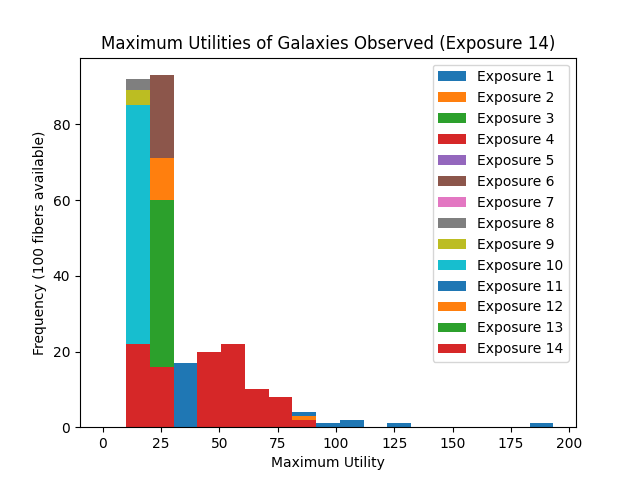 Maximum Utilities of Galaxies Observed (Exposure 14)
Frequency (100 fibers available)
80
60
40
20
0
Exposure 1
Exposure 2
Exposure 3
Exposure 4
Exposure 5
Exposure 6
Exposure 7
Exposure 8
Exposure 9
Exposure 10
Exposure 11
Exposure 12
Exposure 13
Exposure 14
0 25 50 75 100 125 150 175 200
Maximum Utility